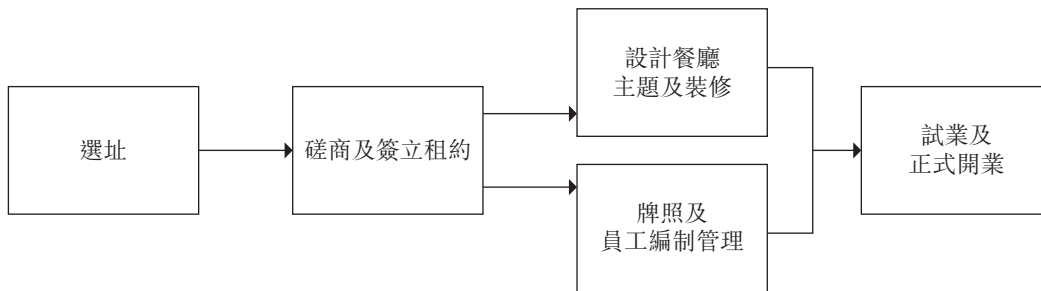 選址
磋商及簽立租約
設計餐廳
主題及裝修
牌照及
員工編制管理
試業及
正式開業